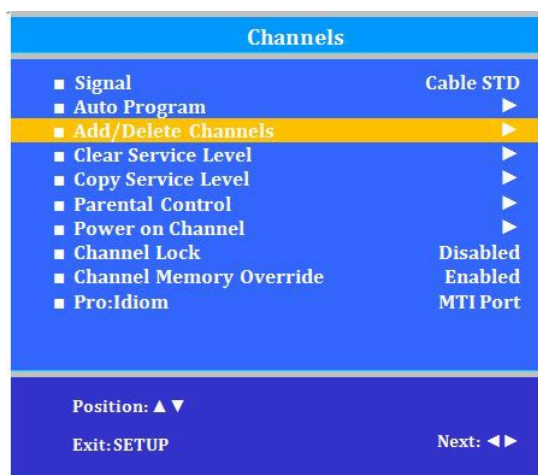 Channels
■ Signal Cable STD
■ Auto Program ▶
■ Add/Delete Channels ▶
■ Clear Service Level ▶
■ Copy Service Level ▶
■ Parental Control ▶
■ Power on Channel ▶
■ Channel Lock Disabled
■ Channel Memory Override Enabled
■ Pro:Idiom MTI Port
Position: ▲▼
Exit:SETUP Next: ◀▶